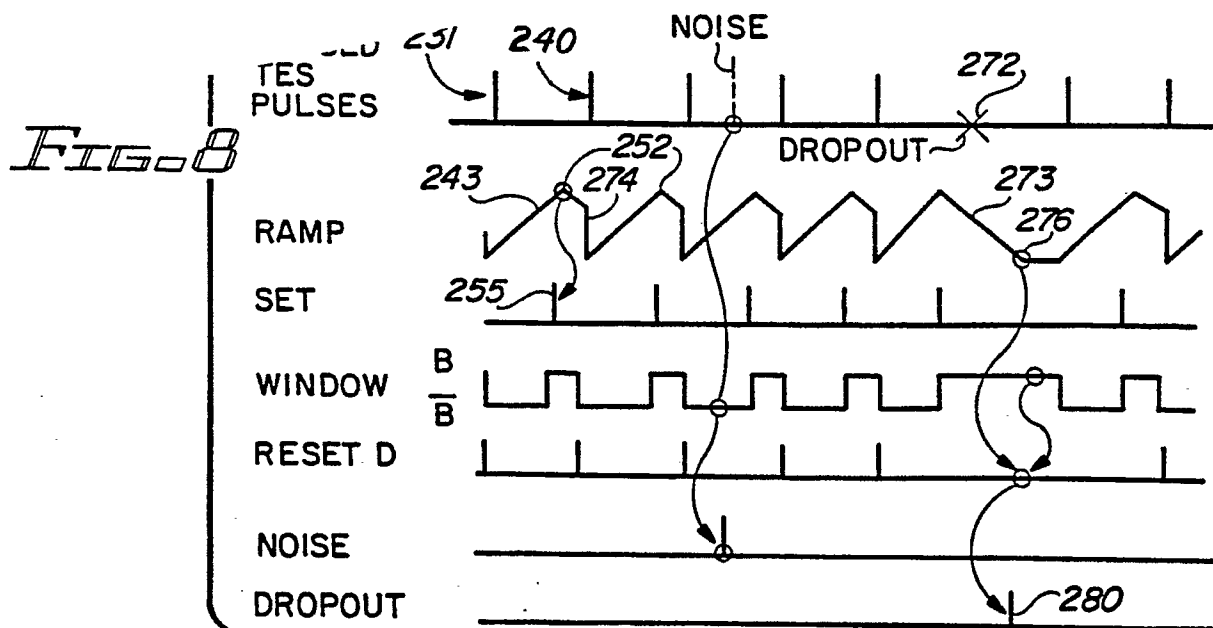 231 240 NOISE
TES
PULSES
272
DROPOUT
FIG-8
243 252 274 273
RAMP
276
255
SET
WINDOW B
B
RESET D
NOISE
DROPOUT 280